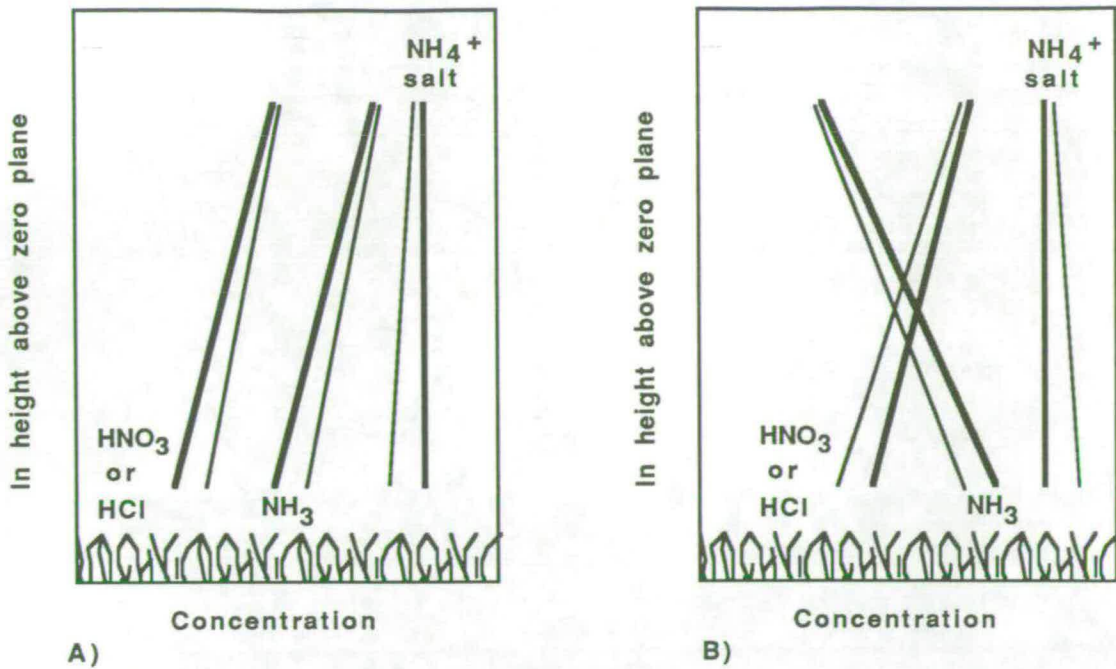 NH4+
salt
ln height above zero plane
HNO3
or
HCl
NH3
Concentration
A)
NH4+
salt
ln height above zero plane
HNO3
or
HCl
NH3
Concentration
B)